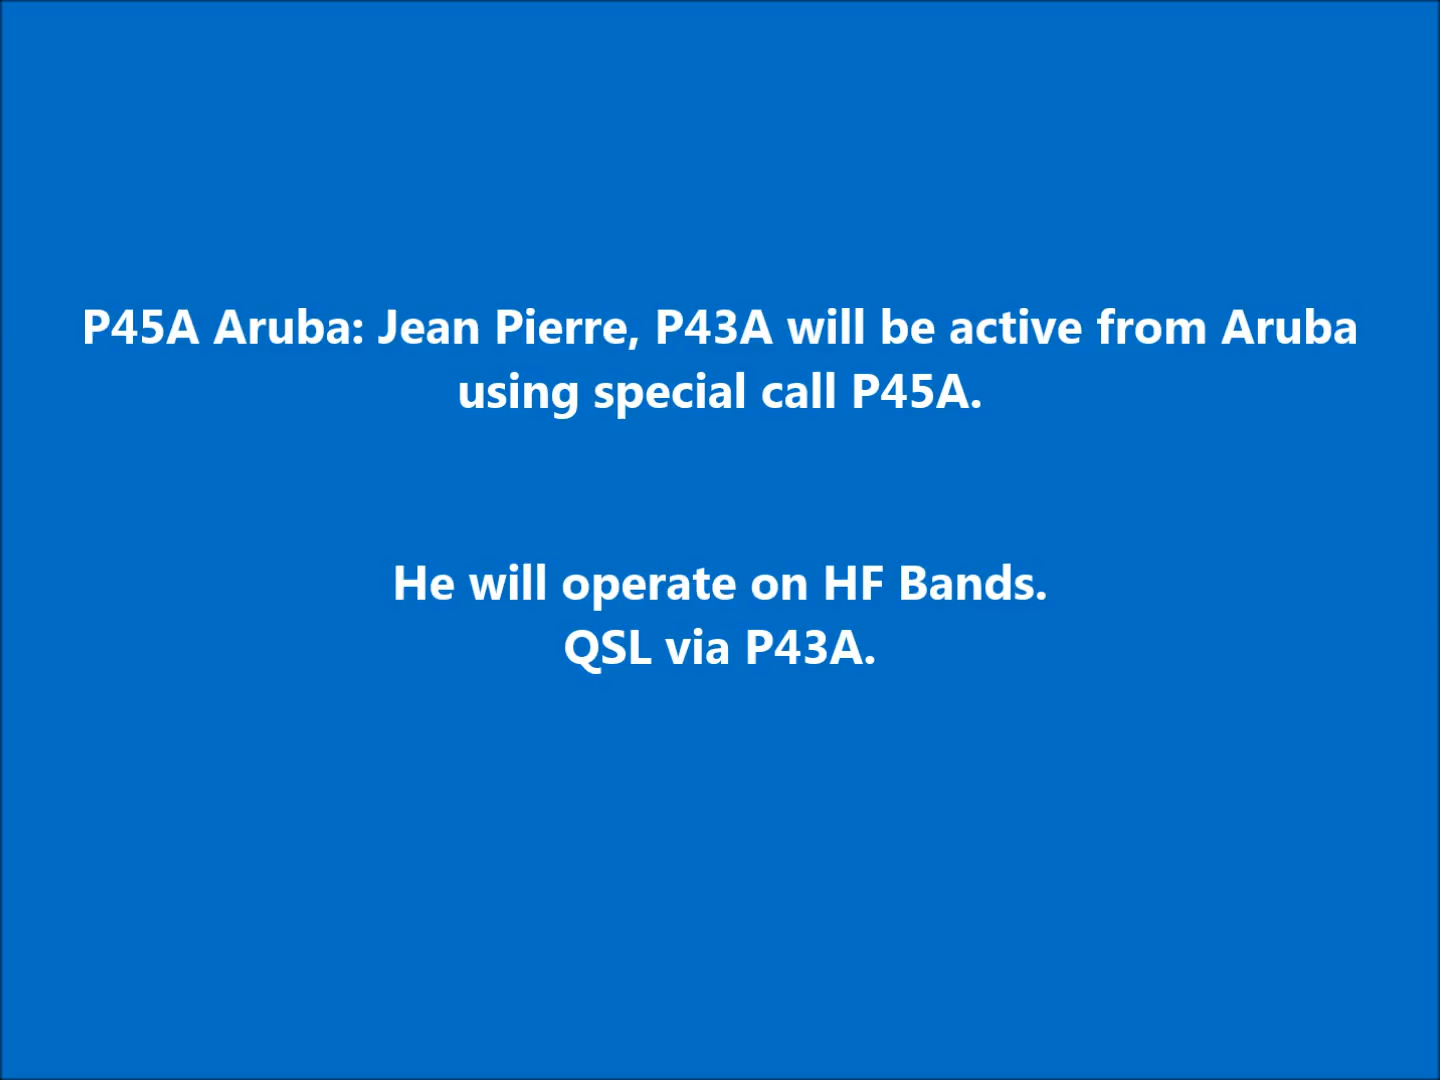 P45A Aruba: Jean Pierre, P43A will be active from Aruba
using special call P45A.
He will operate on HF Bands.
QSL via P43A.